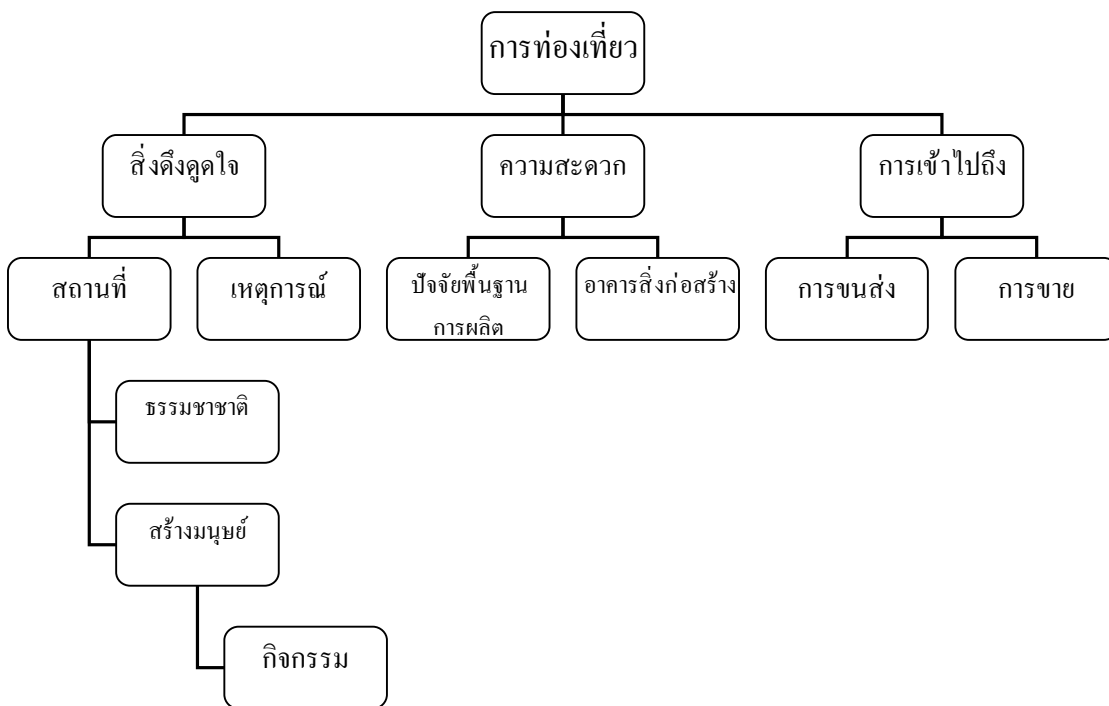 การท่องเที่ยว
สิ่งดึงดูดใจ
ความสะดวก
การเข้าไปถึง
สถานที่
เหตุการณ์
ปัจจัยพื้นฐาน
การผลิต
อาคารสิ่งก่อสร้าง
การขนส่ง
การขาย
ธรรมชาชาติ
สร้างมนุษย์
กิจกรรม